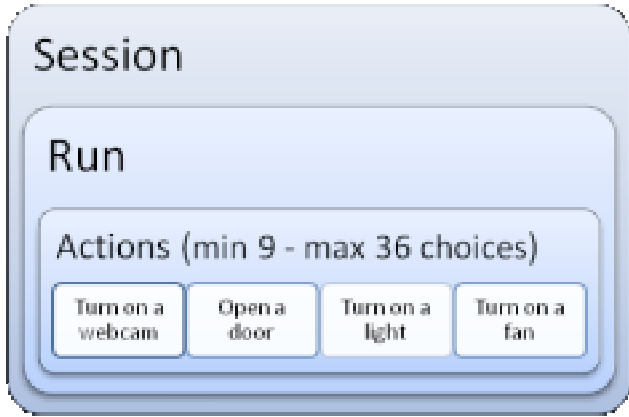 Session
Run
Actions (min 9 - max 36 choices)
Turn on a
webcam
Open a
door
Turn on a
light
Turn on a
fan